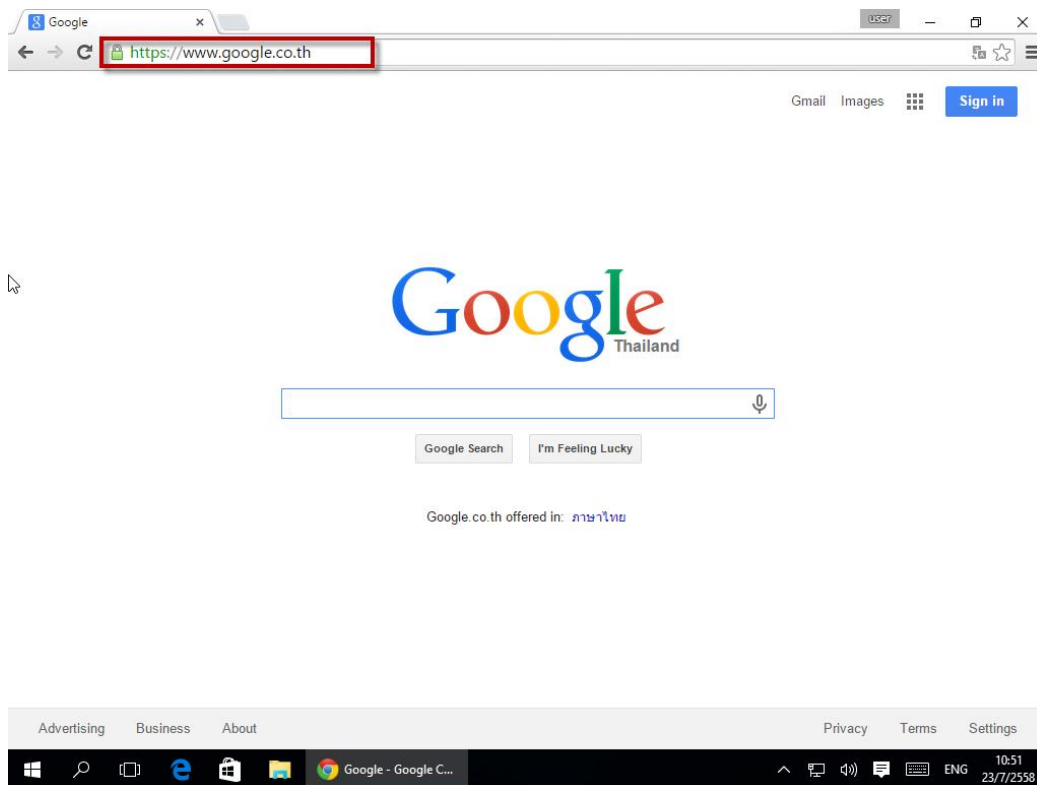 Google
user
https://www.google.co.th
Gmail Images Sign in
Google
Thailand
Google Search I'm Feeling Lucky
Google.co.th offered in: ภาษาไทย
Advertising Business About Privacy Terms Settings
Google - Google C... ENG 10:51
23/7/2558